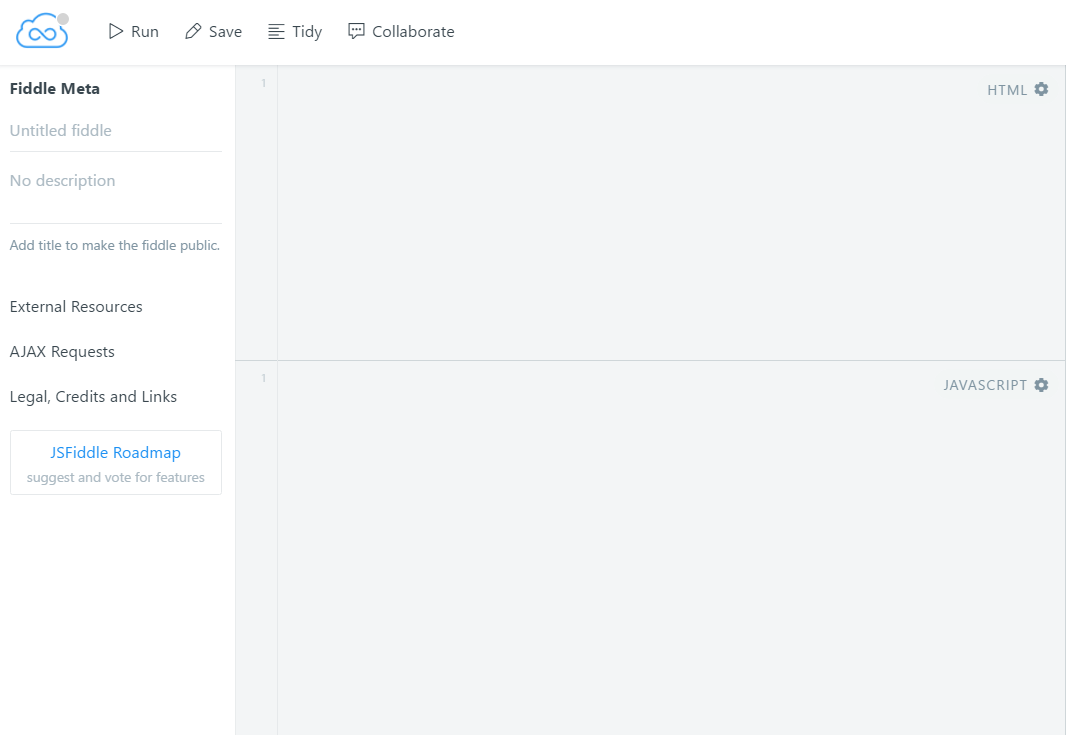 Run Save Tidy Collaborate
Fiddle Meta
Untitled fiddle
No description
Add title to make the fiddle public.
External Resources
AJAX Requests
Legal, Credits and Links
JSFiddle Roadmap
suggest and vote for features
1
HTML
1
JAVASCRIPT